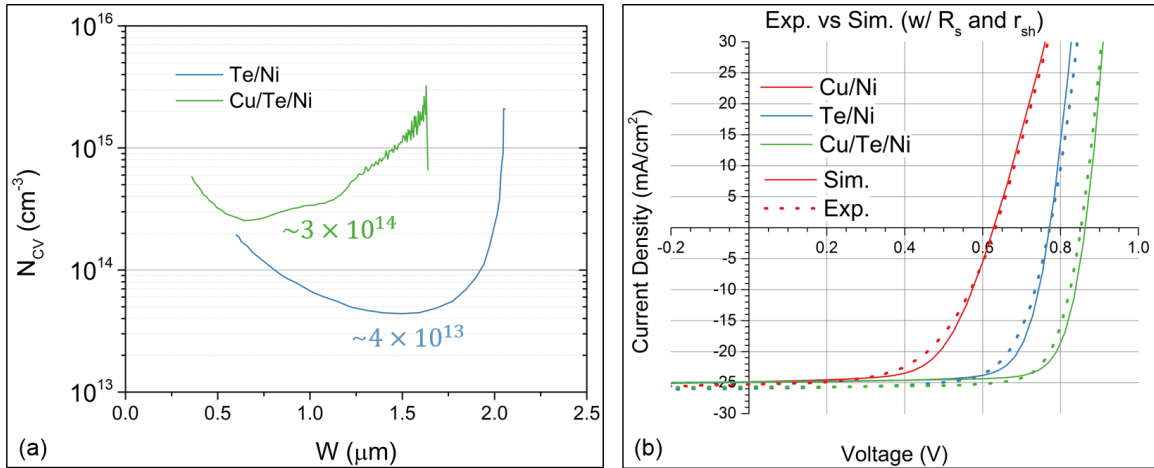 10^16
10^15
10^14
10^13
N_CV (cm^-3)
Te/Ni
Cu/Te/Ni
~3 × 10^14
~4 × 10^13
0.0 0.5 1.0 1.5 2.0 2.5
W (μm)
(a)
Exp. vs Sim. (w/ R_s and r_sh)
30
25
20
15
10
5
0
-5
-10
-15
-20
-25
-30
Current Density (mA/cm^2)
Cu/Ni
Te/Ni
Cu/Te/Ni
Sim.
Exp.
-0.2 0.2 0.4 0.6 0.8 1.0
Voltage (V)
(b)